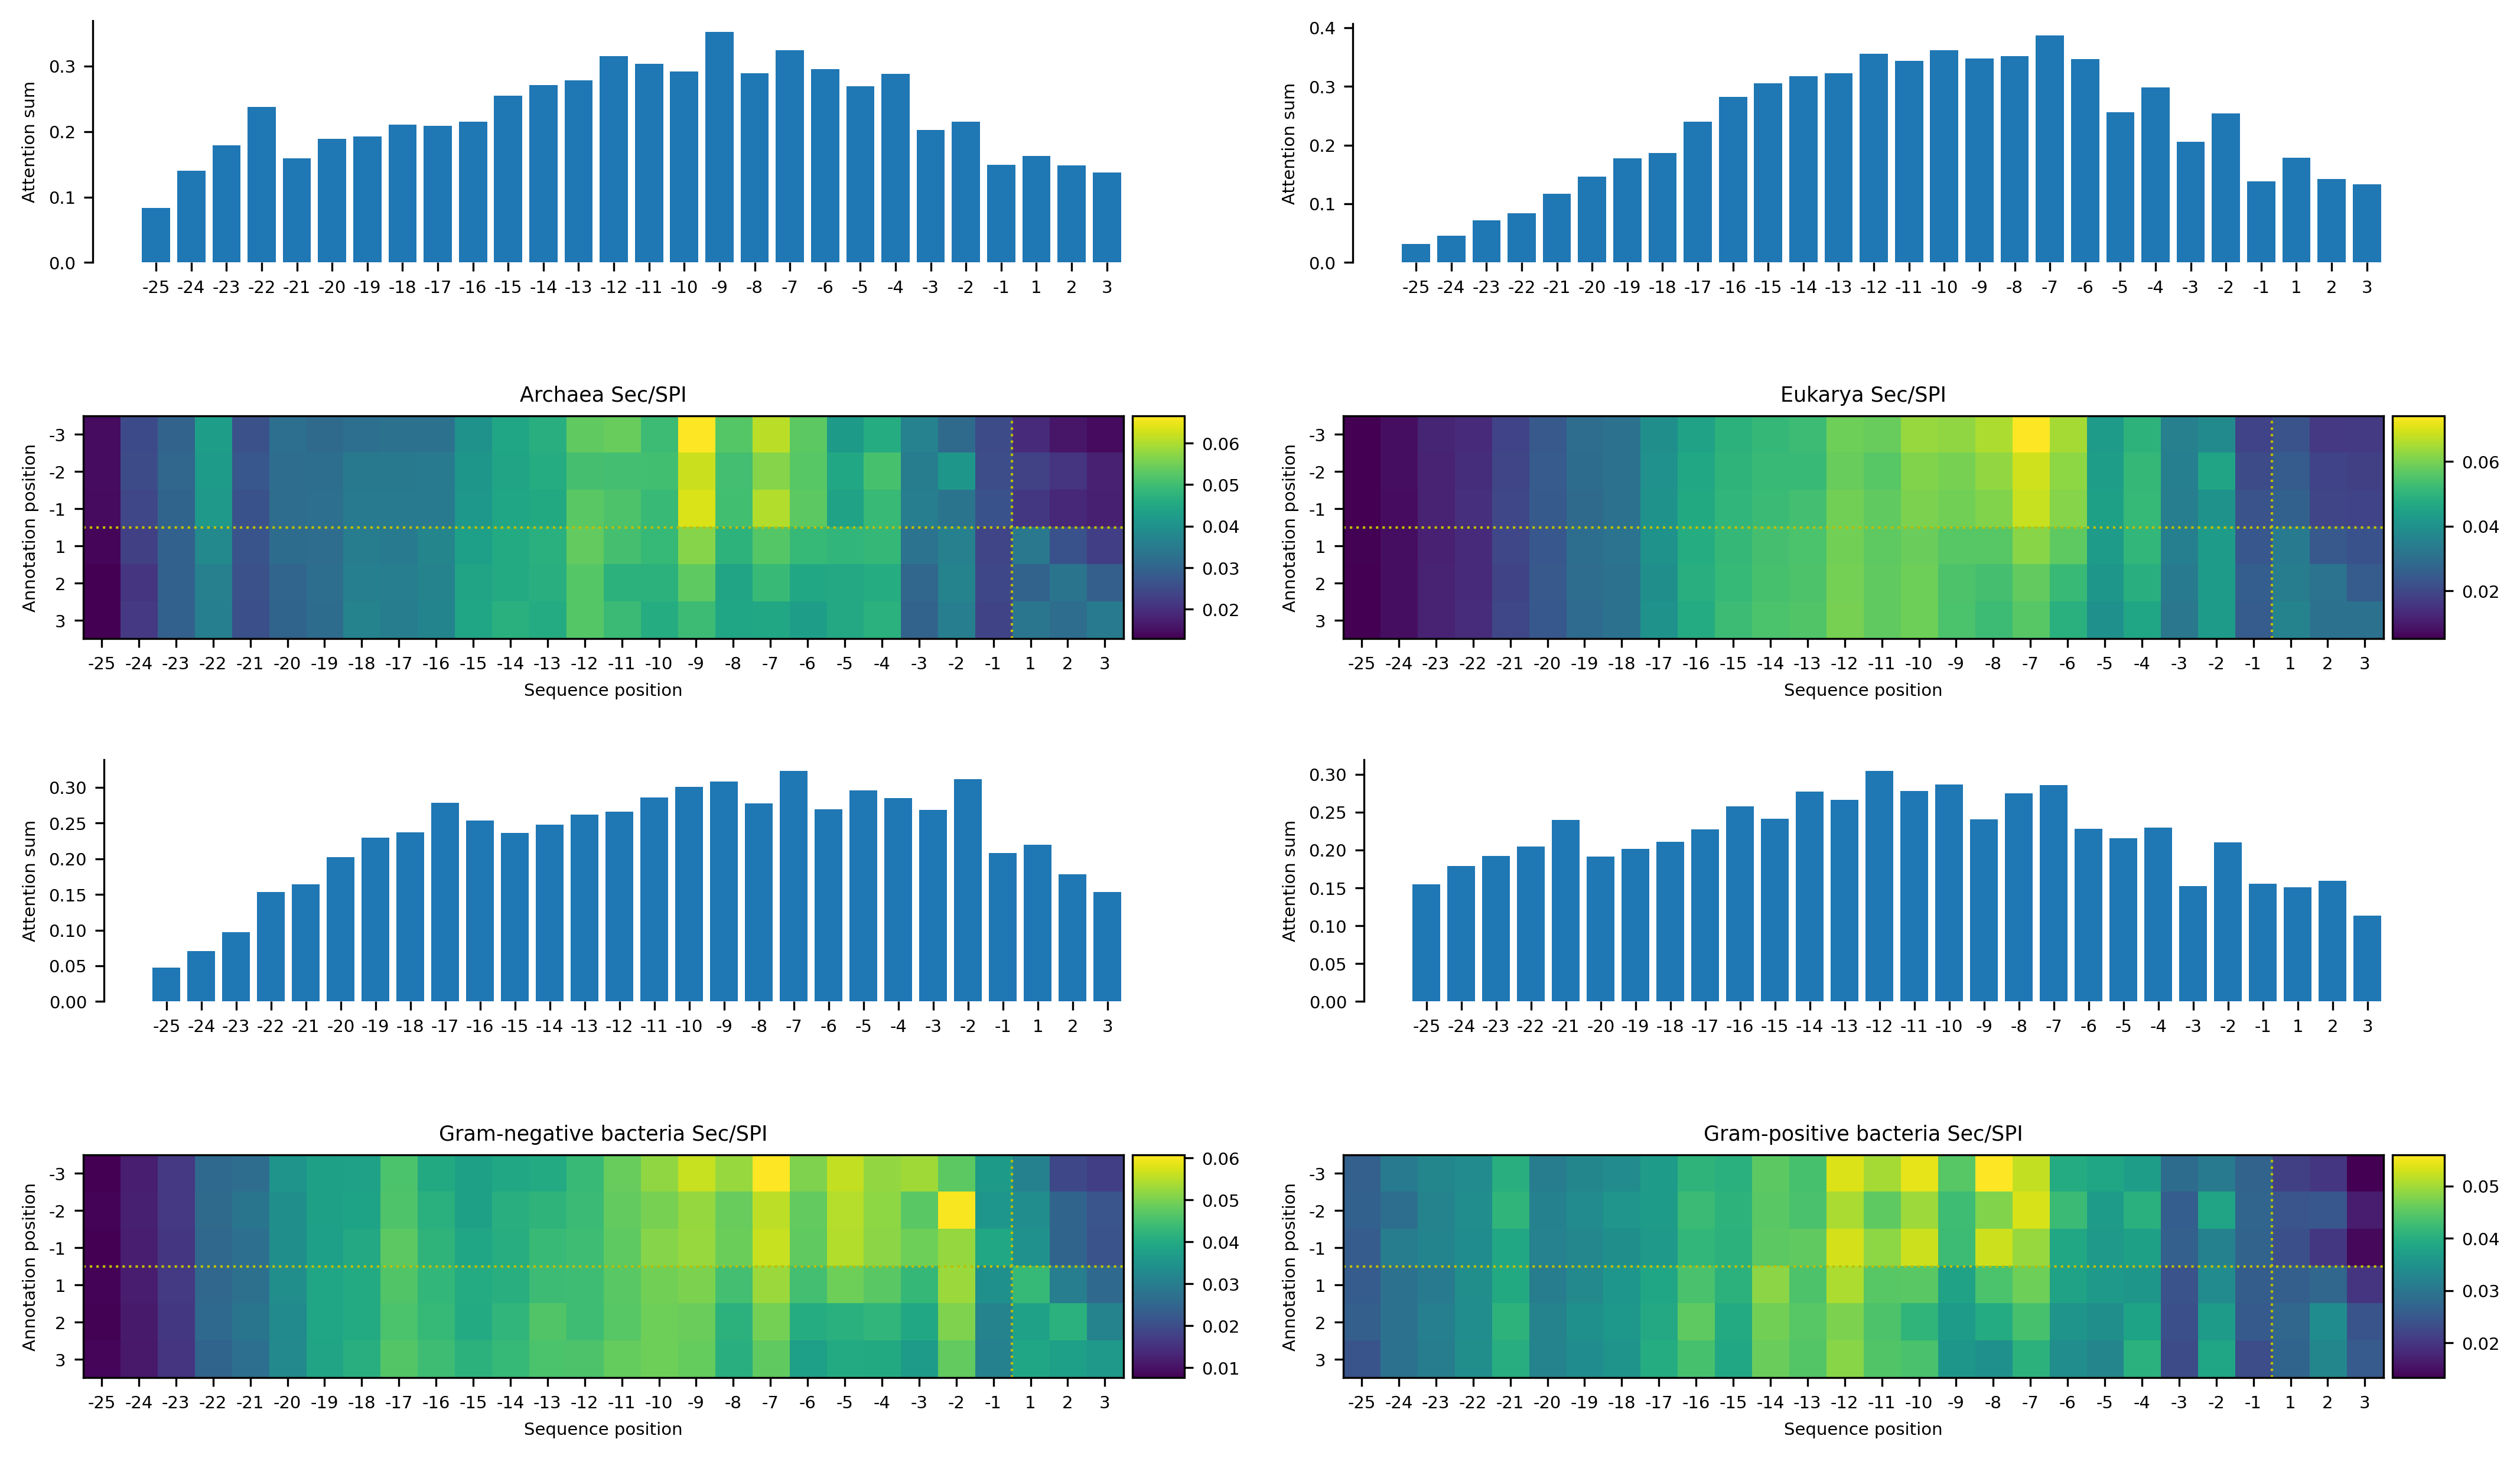 Attention sum
0.3
0.2
0.1
0.0
-25 -24 -23 -22 -21 -20 -19 -18 -17 -16 -15 -14 -13 -12 -11 -10 -9 -8 -7 -6 -5 -4 -3 -2 -1 1 2 3
Archaea Sec/SPI
Annotation position
-3
-2
-1
1
2
3
-25 -24 -23 -22 -21 -20 -19 -18 -17 -16 -15 -14 -13 -12 -11 -10 -9 -8 -7 -6 -5 -4 -3 -2 -1 1 2 3
Sequence position
0.06
0.05
0.04
0.03
0.02
Attention sum
0.4
0.3
0.2
0.1
0.0
-25 -24 -23 -22 -21 -20 -19 -18 -17 -16 -15 -14 -13 -12 -11 -10 -9 -8 -7 -6 -5 -4 -3 -2 -1 1 2 3
Eukarya Sec/SPI
Annotation position
-3
-2
-1
1
2
3
-25 -24 -23 -22 -21 -20 -19 -18 -17 -16 -15 -14 -13 -12 -11 -10 -9 -8 -7 -6 -5 -4 -3 -2 -1 1 2 3
Sequence position
0.06
0.04
0.02
Attention sum
0.30
0.25
0.20
0.15
0.10
0.05
0.00
-25 -24 -23 -22 -21 -20 -19 -18 -17 -16 -15 -14 -13 -12 -11 -10 -9 -8 -7 -6 -5 -4 -3 -2 -1 1 2 3
Gram-negative bacteria Sec/SPI
Annotation position
-3
-2
-1
1
2
3
-25 -24 -23 -22 -21 -20 -19 -18 -17 -16 -15 -14 -13 -12 -11 -10 -9 -8 -7 -6 -5 -4 -3 -2 -1 1 2 3
Sequence position
0.06
0.05
0.04
0.03
0.02
0.01
Attention sum
0.30
0.25
0.20
0.15
0.10
0.05
0.00
-25 -24 -23 -22 -21 -20 -19 -18 -17 -16 -15 -14 -13 -12 -11 -10 -9 -8 -7 -6 -5 -4 -3 -2 -1 1 2 3
Gram-positive bacteria Sec/SPI
Annotation position
-3
-2
-1
1
2
3
-25 -24 -23 -22 -21 -20 -19 -18 -17 -16 -15 -14 -13 -12 -11 -10 -9 -8 -7 -6 -5 -4 -3 -2 -1 1 2 3
Sequence position
0.05
0.04
0.03
0.02